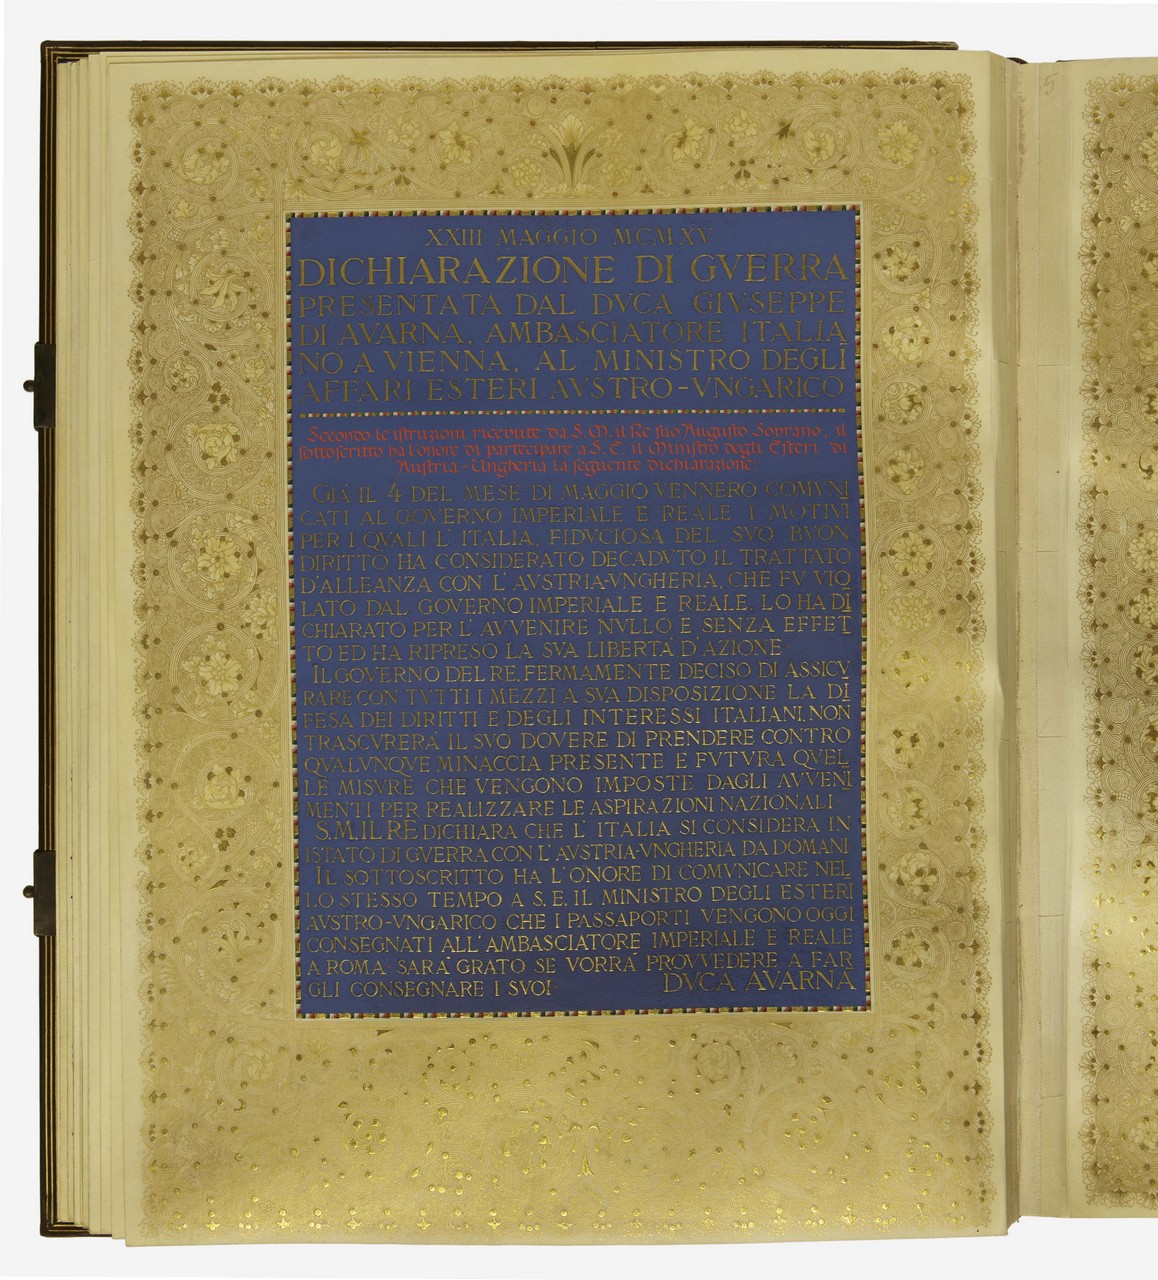 XXIII MAGGIO MCMXV
DICHIARAZIONE DI GVERRA
PRESENTATA DAL DVCA GIVSEPPE
DI AVARNA, AMBASCIATORE ITALIA
NO A VIENNA, AL MINISTRO DEGLI
AFFARI ESTERI AVSTRO-VNGARICO
Secondo le istruzioni ricevute da S.M. il Re suo Augusto Sovrano, il
sottoscritto ha l'onore di partecipare a S.E. il Ministro degli Esteri di
Austria-Ungheria la seguente dichiarazione:
GIÀ IL 4 DEL MESE DI MAGGIO VENNERO COMVNI
CATI AL GOVERNO IMPERIALE E REALE I MOTIVI
PER I QVALI L'ITALIA, FIDVCIOSA DEL SVO BVON
DIRITTO HA CONSIDERATO DECADVTO IL TRATTATO
D'ALLEANZA CON L'AVSTRIA-VNGHERIA, CHE FV VIO
LATO DAL GOVERNO IMPERIALE E REALE, LO HA DI
CHIARATO PER L'AVVENIRE NVLLO E SENZA EFFET
TO ED HA RIPRESO LA SVA LIBERTÀ D'AZIONE
IL GOVERNO DEL RE, FERMAMENTE DECISO DI ASSICV
RARE CON TVTTI I MEZZI A SVA DISPOSIZIONE LA DI
FESA DEI DIRITTI E DEGLI INTERESSI ITALIANI, NON
TRASCVRERÀ IL SVO DOVERE DI PRENDERE CONTRO
QVALVNQVE MINACCIA PRESENTE E FVTVRA QVEL
LE MISVRE CHE VENGONO IMPOSTE DAGLI AVVENI
MENTI PER REALIZZARE LE ASPIRAZIONI NAZIONALI
S.M. IL RE DICHIARA CHE L'ITALIA SI CONSIDERA IN
ISTATO DI GVERRA CON L'AVSTRIA-VNGHERIA DA DOMANI
IL SOTTOSCRITTO HA L'ONORE DI COMVNICARE NEL
LO STESSO TEMPO A S.E. IL MINISTRO DEGLI ESTERI
AVSTRO-VNGARICO CHE I PASSAPORTI VENGONO OGGI
CONSEGNATI ALL'AMBASCIATORE IMPERIALE E REALE
A ROMA SARÀ GRATO SE VORRÀ PROVVEDERE A FAR
GLI CONSEGNARE I SVOI DVCA AVARNA
5